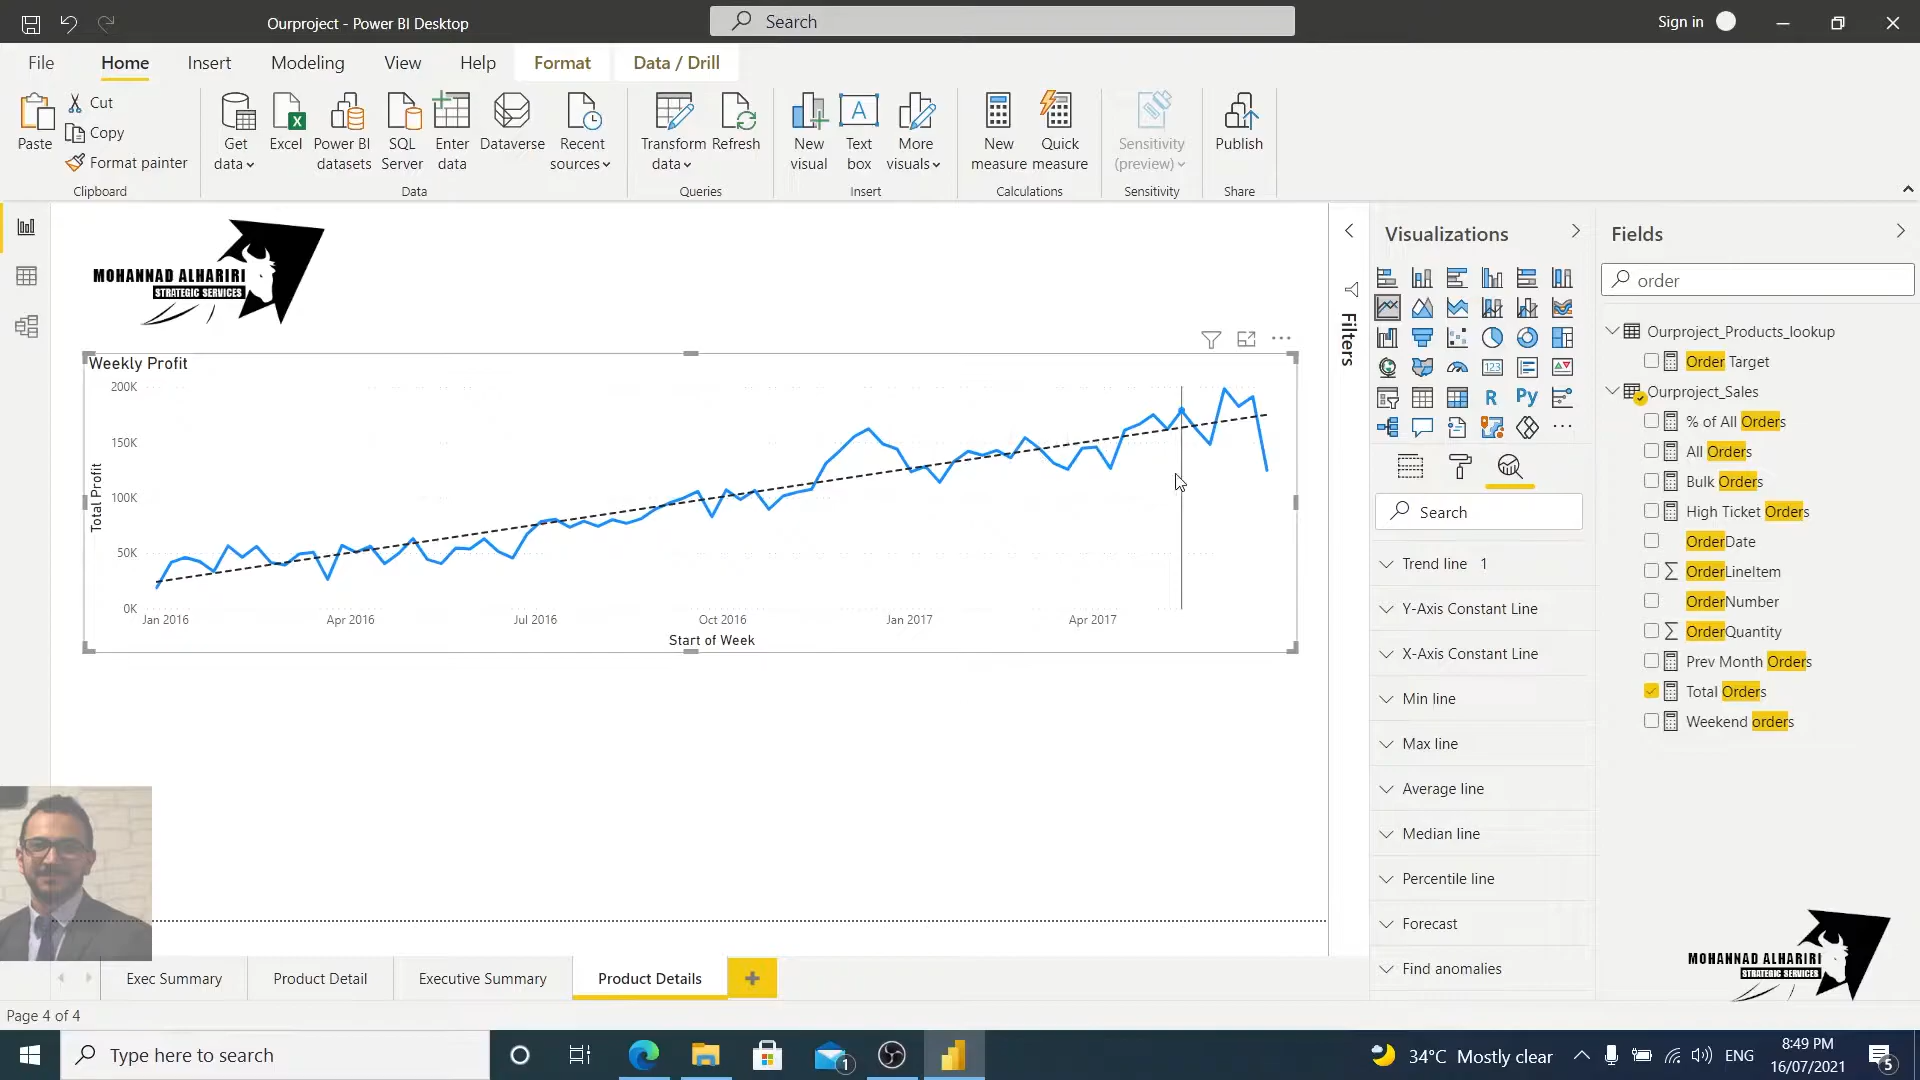 Ourproject - Power BI Desktop
Search
Sign in
File
Home
Insert
Modeling
View
Help
Format
Data / Drill
Paste
Cut
Copy
Format painter
Clipboard
Get data
Excel
Power BI datasets
SQL Server
Enter data
Dataverse
Recent sources
Data
Transform data
Refresh
Queries
New visual
Text box
More visuals
Insert
New measure
Quick measure
Calculations
Sensitivity (preview)
Sensitivity
Publish
Share
MOHANNAD ALHARIRI
STRATEGIC SERVICES
Weekly Profit
Total Profit
200K
150K
100K
50K
0K
Jan 2016
Apr 2016
Jul 2016
Oct 2016
Jan 2017
Apr 2017
Start of Week
Filters
Visualizations
123
R
Py
Search
Trend line 1
Y-Axis Constant Line
X-Axis Constant Line
Min line
Max line
Average line
Median line
Percentile line
Forecast
Find anomalies
Fields
order
Ourproject_Products_lookup
Order Target
Ourproject_Sales
% of All Orders
All Orders
Bulk Orders
High Ticket Orders
OrderDate
OrderLineItem
OrderNumber
OrderQuantity
Prev Month Orders
Total Orders
Weekend orders
MOHANNAD ALHARIRI
STRATEGIC SERVICES
Exec Summary
Product Detail
Executive Summary
Product Details
Page 4 of 4
Type here to search
1
34°C Mostly clear
ENG
8:49 PM
16/07/2021
5